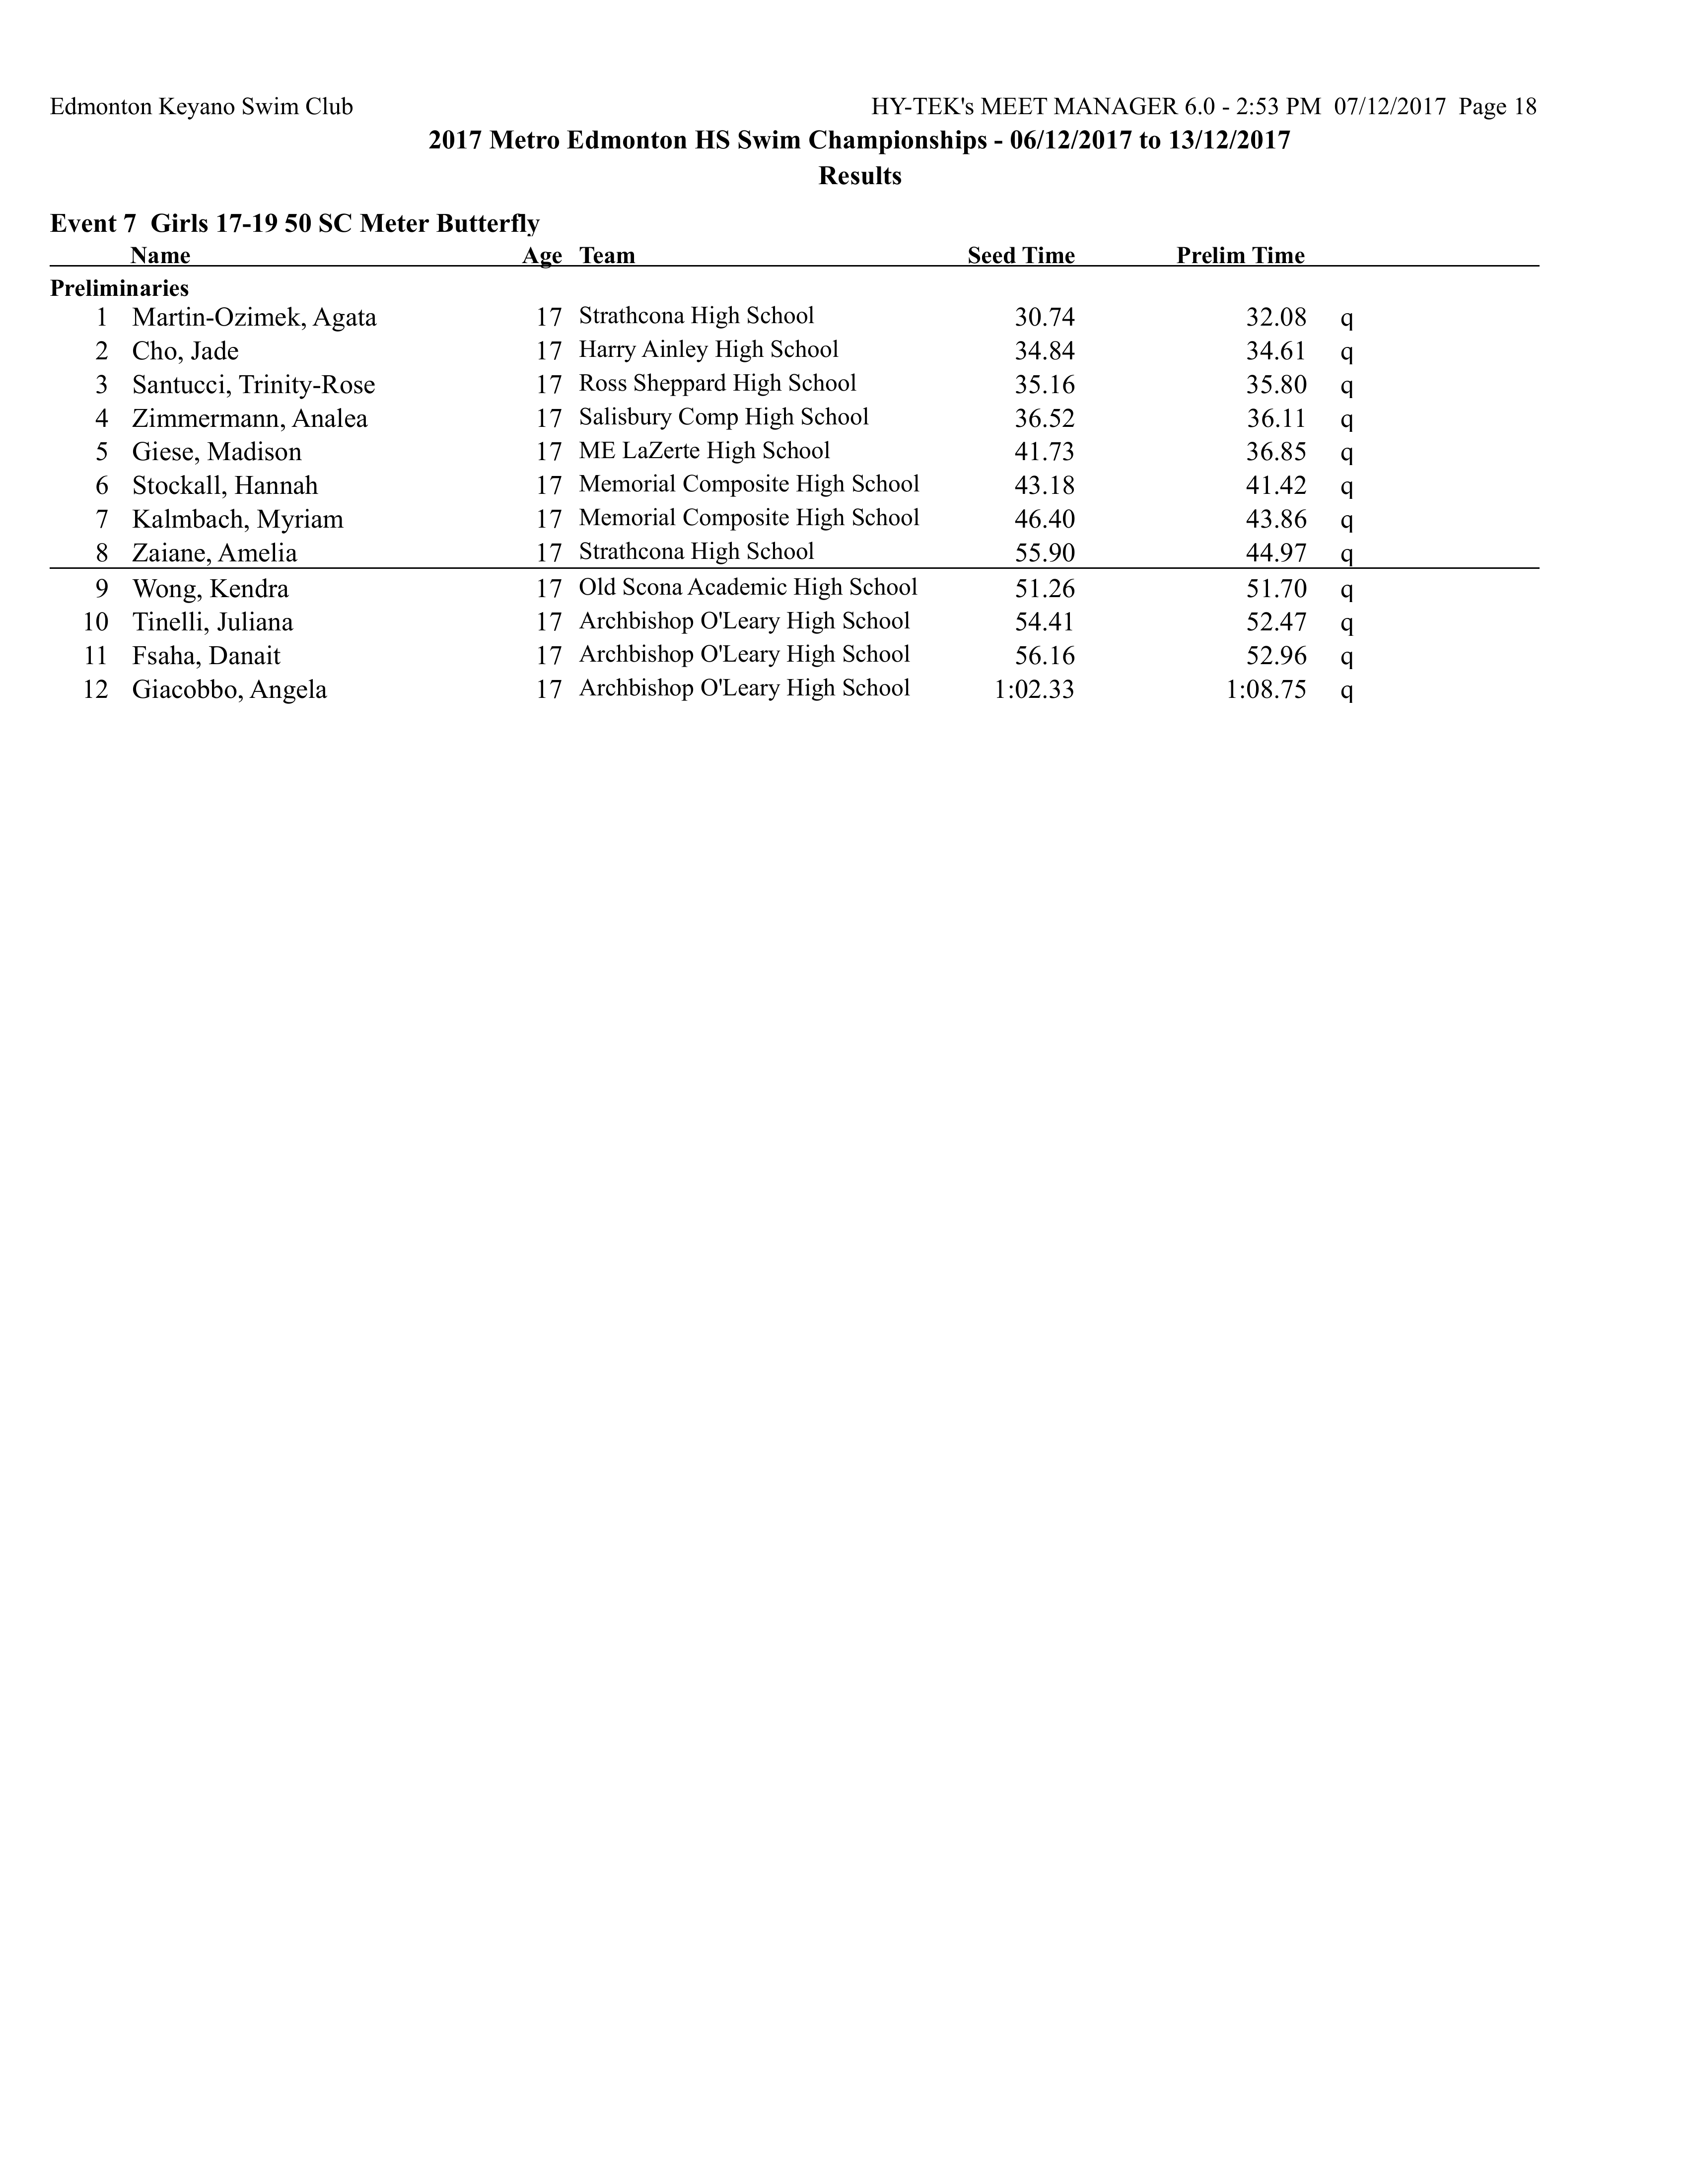 Edmonton Keyano Swim Club HY-TEK's MEET MANAGER 6.0 - 2:53 PM 07/12/2017 Page 18
2017 Metro Edmonton HS Swim Championships - 06/12/2017 to 13/12/2017
Results
Event 7 Girls 17-19 50 SC Meter Butterfly
Name Age Team Seed Time Prelim Time
Preliminaries
1 Martin-Ozimek, Agata 17 Strathcona High School 30.74 32.08 q
2 Cho, Jade 17 Harry Ainley High School 34.84 34.61 q
3 Santucci, Trinity-Rose 17 Ross Sheppard High School 35.16 35.80 q
4 Zimmermann, Analea 17 Salisbury Comp High School 36.52 36.11 q
5 Giese, Madison 17 ME LaZerte High School 41.73 36.85 q
6 Stockall, Hannah 17 Memorial Composite High School 43.18 41.42 q
7 Kalmbach, Myriam 17 Memorial Composite High School 46.40 43.86 q
8 Zaiane, Amelia 17 Strathcona High School 55.90 44.97 q
9 Wong, Kendra 17 Old Scona Academic High School 51.26 51.70 q
10 Tinelli, Juliana 17 Archbishop O'Leary High School 54.41 52.47 q
11 Fsaha, Danait 17 Archbishop O'Leary High School 56.16 52.96 q
12 Giacobbo, Angela 17 Archbishop O'Leary High School 1:02.33 1:08.75 q